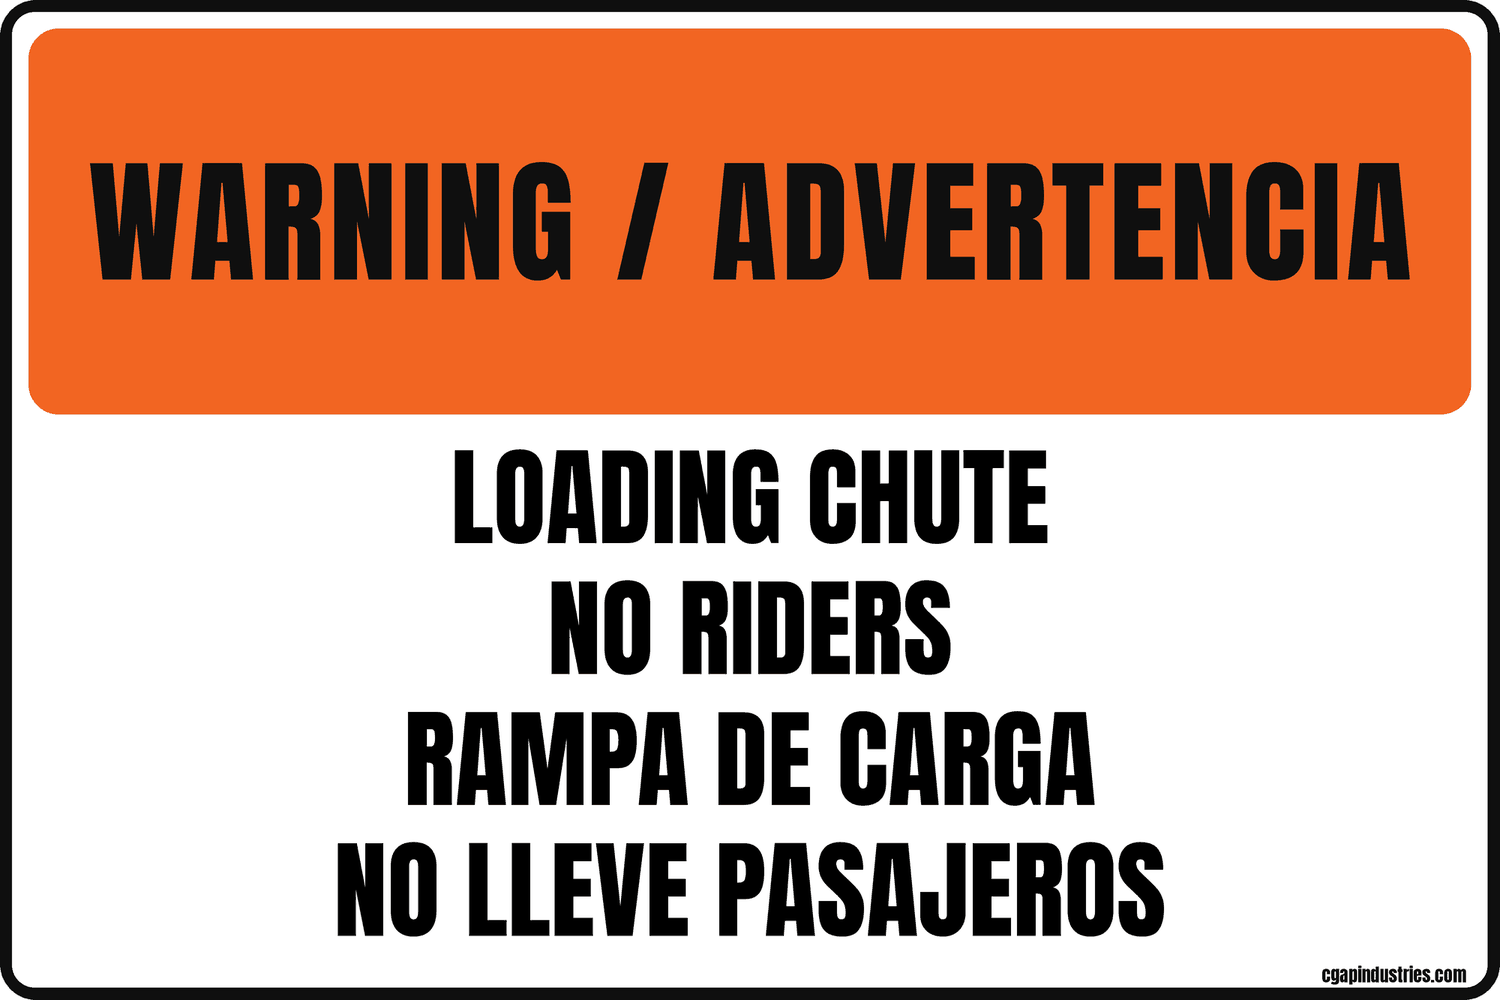 WARNING / ADVERTENCIA
LOADING CHUTE
NO RIDERS
RAMPA DE CARGA
NO LLEVE PASAJEROS
cgapindustries.com